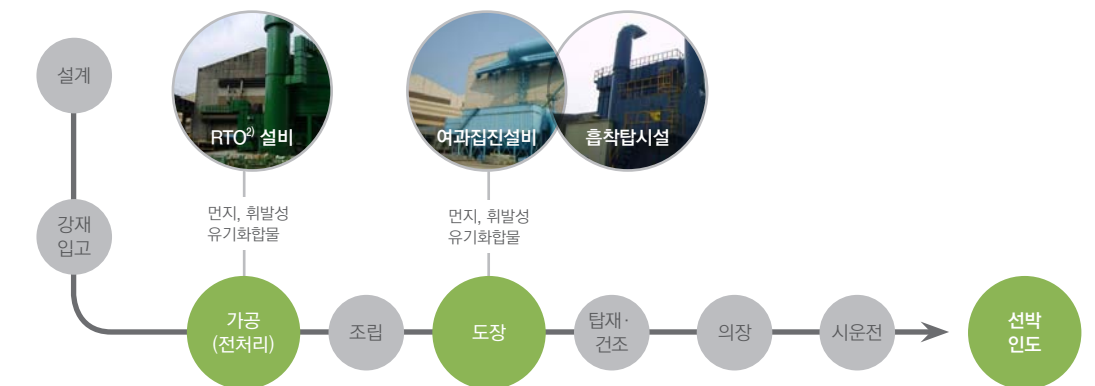 설계
RTO2) 설비
여과집진설비
흡착탑시설
먼지, 휘발성
유기화합물
먼지, 휘발성
유기화합물
강재
입고
가공
(전처리)
조립
도장
탑재·
건조
의장
시운전
선박
인도